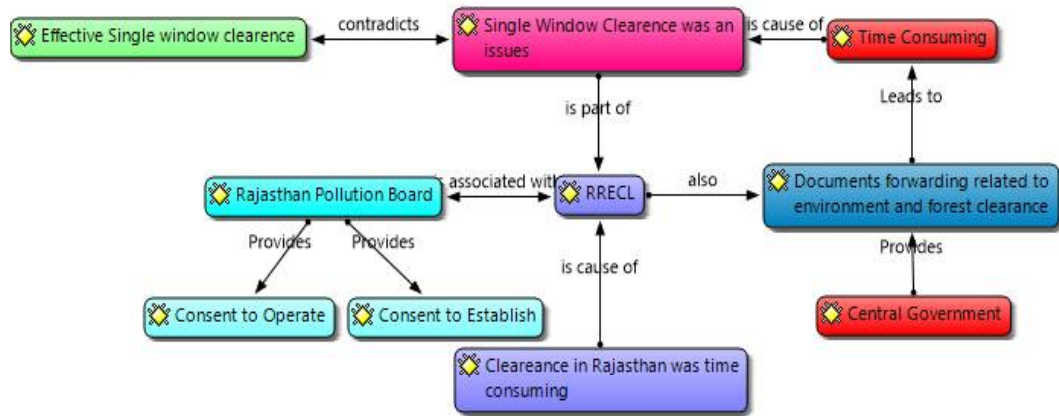 Effective Single window clearence
contradicts
Single Window Clearence was an
issues
is cause of
Time Consuming
is part of
Leads to
Rajasthan Pollution Board
is associated with
RRECL
also
Documents forwarding related to
environment and forest clearance
Provides
Provides
is cause of
Provides
Consent to Operate
Consent to Establish
Central Government
Cleareance in Rajasthan was time
consuming